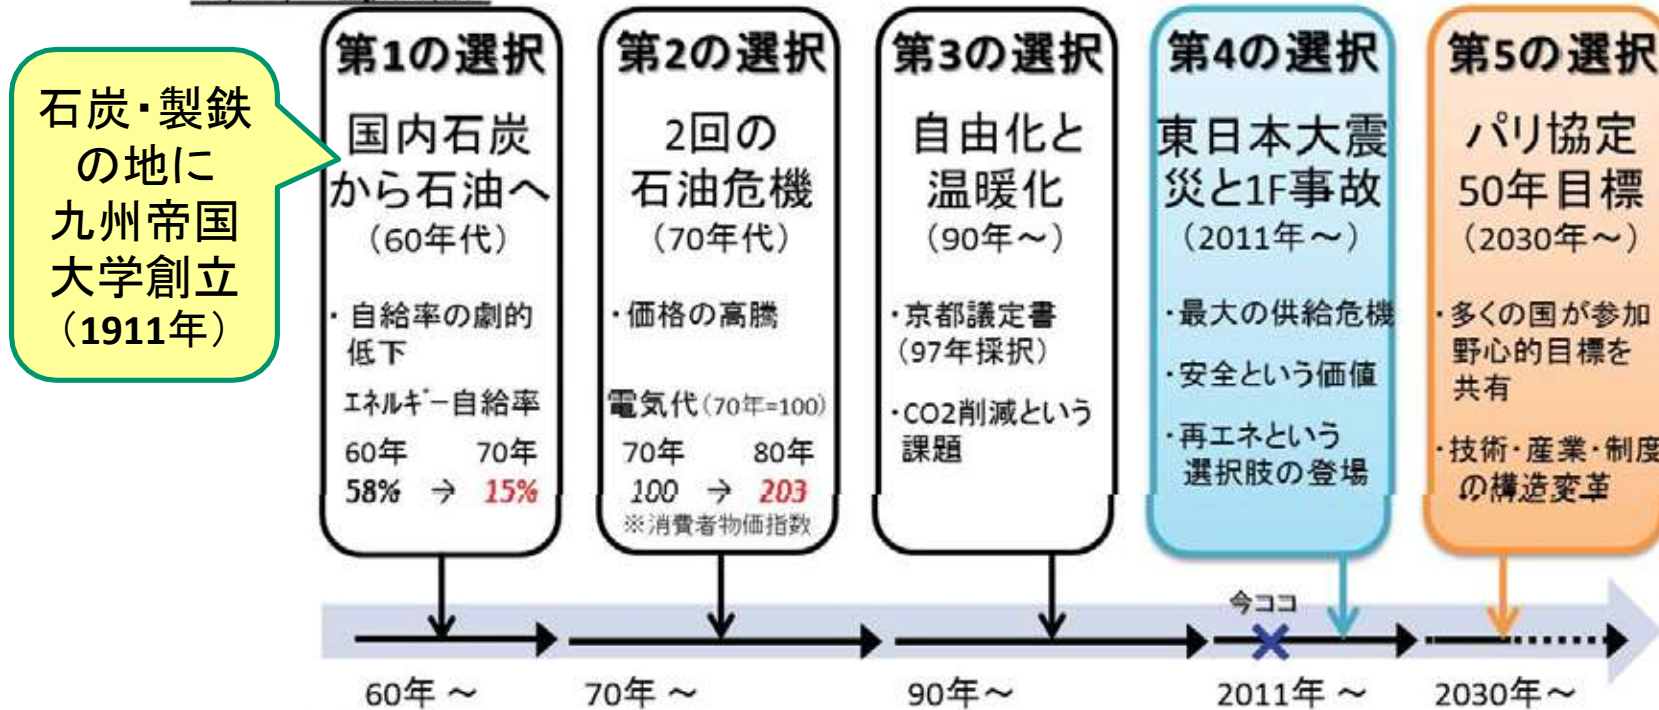 石炭・製鉄
の地に
九州帝国
大学創立
（1911年）
第1の選択
国内石炭
から石油へ
（60年代）
・自給率の劇的
低下
エネルギー自給率
60年 70年
58% → 15%
第2の選択
2回の
石油危機
（70年代）
・価格の高騰
電気代（70年=100）
70年 80年
100 → 203
※消費者物価指数
第3の選択
自由化と
温暖化
（90年～）
・京都議定書
（97年採択）
・CO2削減という
課題
第4の選択
東日本大震
災と1F事故
（2011年～）
・最大の供給危機
・安全という価値
・再エネという
選択肢の登場
第5の選択
パリ協定
50年目標
（2030年～）
・多くの国が参加
野心的目標を
共有
・技術・産業・制度
の構造変革
今ココ
60年～ 70年～ 90年～ 2011年～ 2030年～